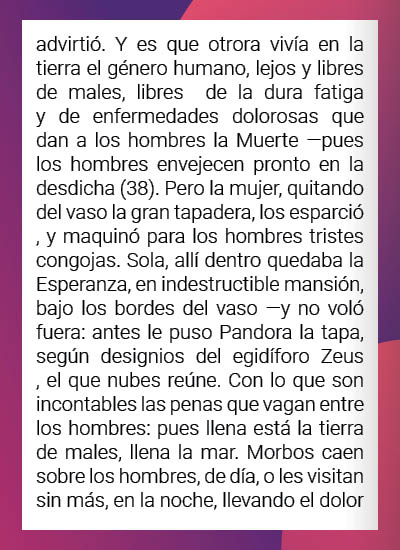 advirtió. Y es que otrora vivía en la
tierra el género humano, lejos y libres
de males, libres  de la dura fatiga
y de enfermedades dolorosas que
dan a los hombres la Muerte —pues
los hombres envejecen pronto en la
desdicha (38). Pero la mujer, quitando
del vaso la gran tapadera, los esparció
, y maquinó para los hombres tristes
congojas. Sola, allí dentro quedaba la
Esperanza, en indestructible mansión,
bajo los bordes del vaso —y no voló
fuera: antes le puso Pandora la tapa,
según designios del egidíforo Zeus
, el que nubes reúne. Con lo que son
incontables las penas que vagan entre
los hombres: pues llena está la tierra
de males, llena la mar. Morbos caen
sobre los hombres, de día, o les visitan
sin más, en la noche, llevando el dolor